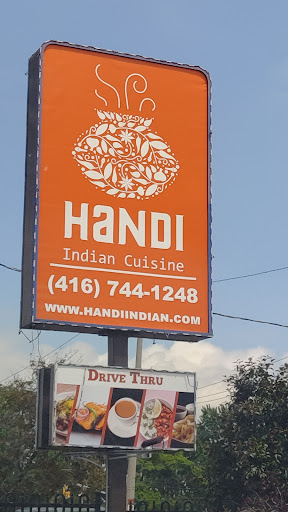 HaNDI
Indian Cuisine
(416) 744-1248
WWW.HANDIINDIAN.COM
DRIVE THRU